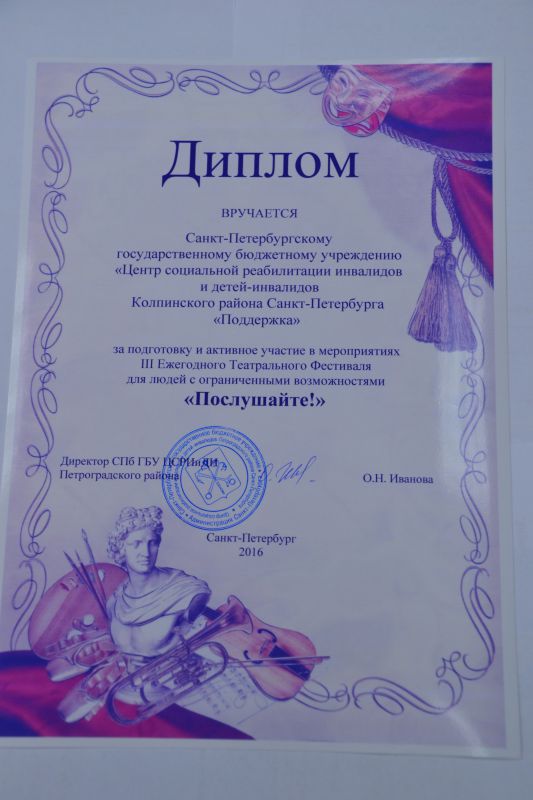 Диплом
ВРУЧАЕТСЯ
Санкт-Петербургскому
государственному бюджетному учреждению
«Центр социальной реабилитации инвалидов
и детей-инвалидов
Колпинского района Санкт-Петербурга
«Поддержка»
за подготовку и активное участие в мероприятиях
III Ежегодного Театрального Фестиваля
для людей с ограниченными возможностями
«Послушайте!»
Директор СПб ГБУ ЦСРИиДИ
Петроградского района
О.Н. Иванова
Санкт-Петербург
2016